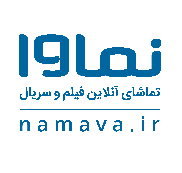 نماوا
تماشای آنلاین فیلم و سریال
namava.ir